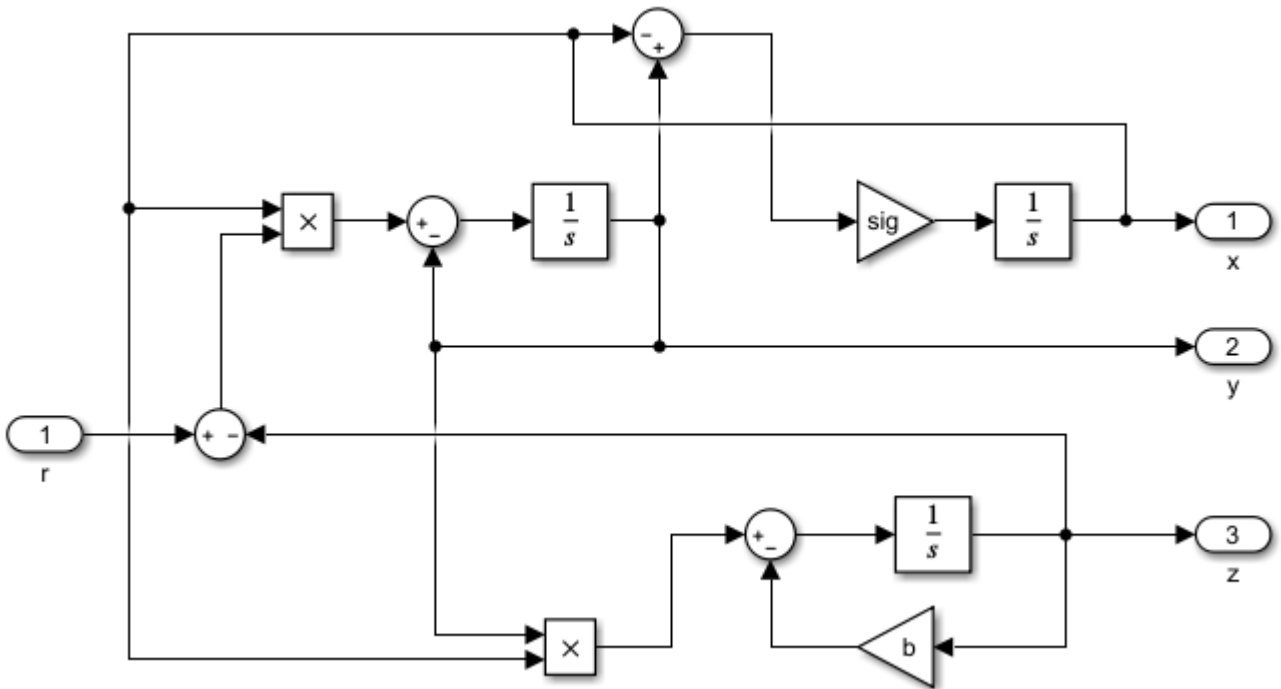 − +
× + − 1/s sig 1/s 1
x
2
y
1 + −
r
+ − 1/s 3
z
× b